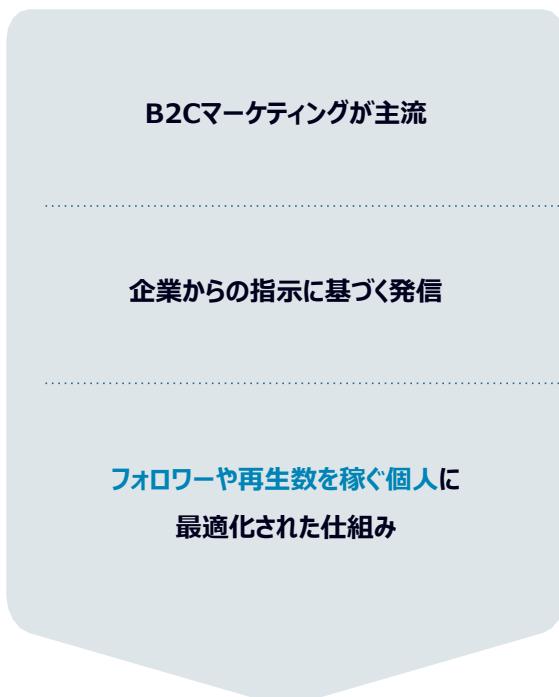 B2Cマーケティングが主流
企業からの指示に基づく発信
フォロワーや再生数を稼ぐ個人に
最適化された仕組み